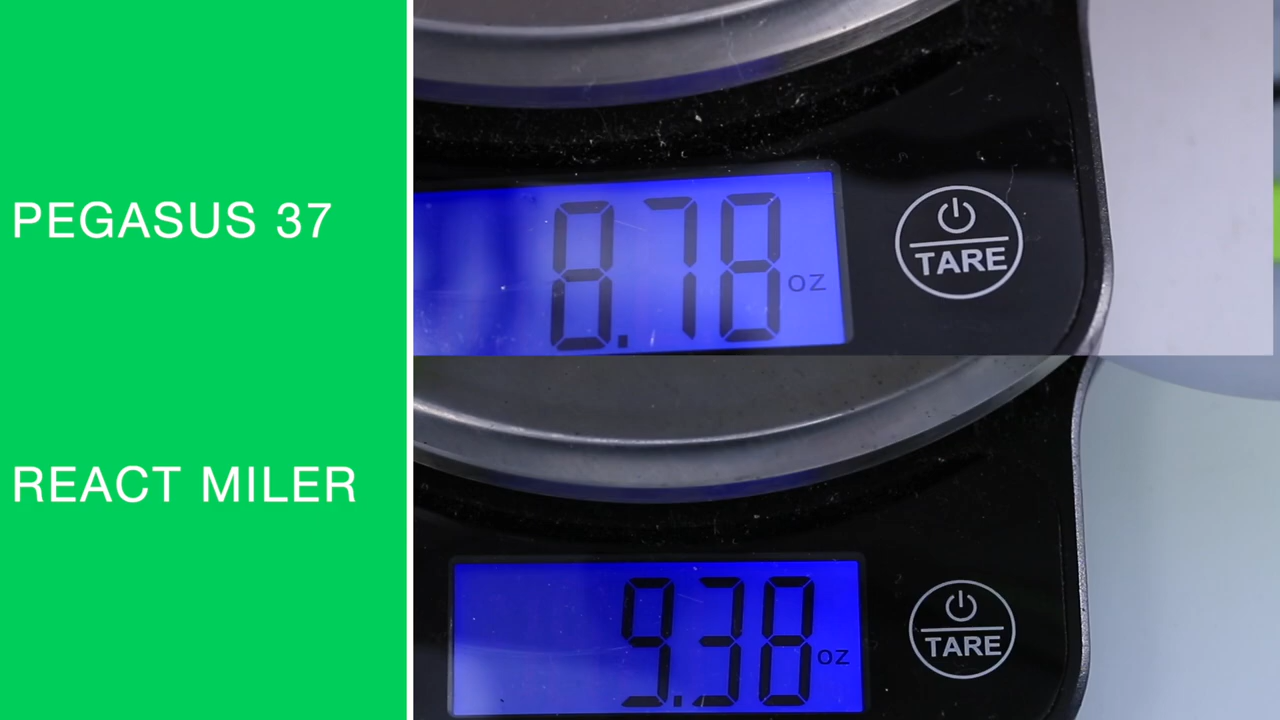 PEGASUS 37
8.78 oz
TARE
REACT MILER
9.38 oz
TARE